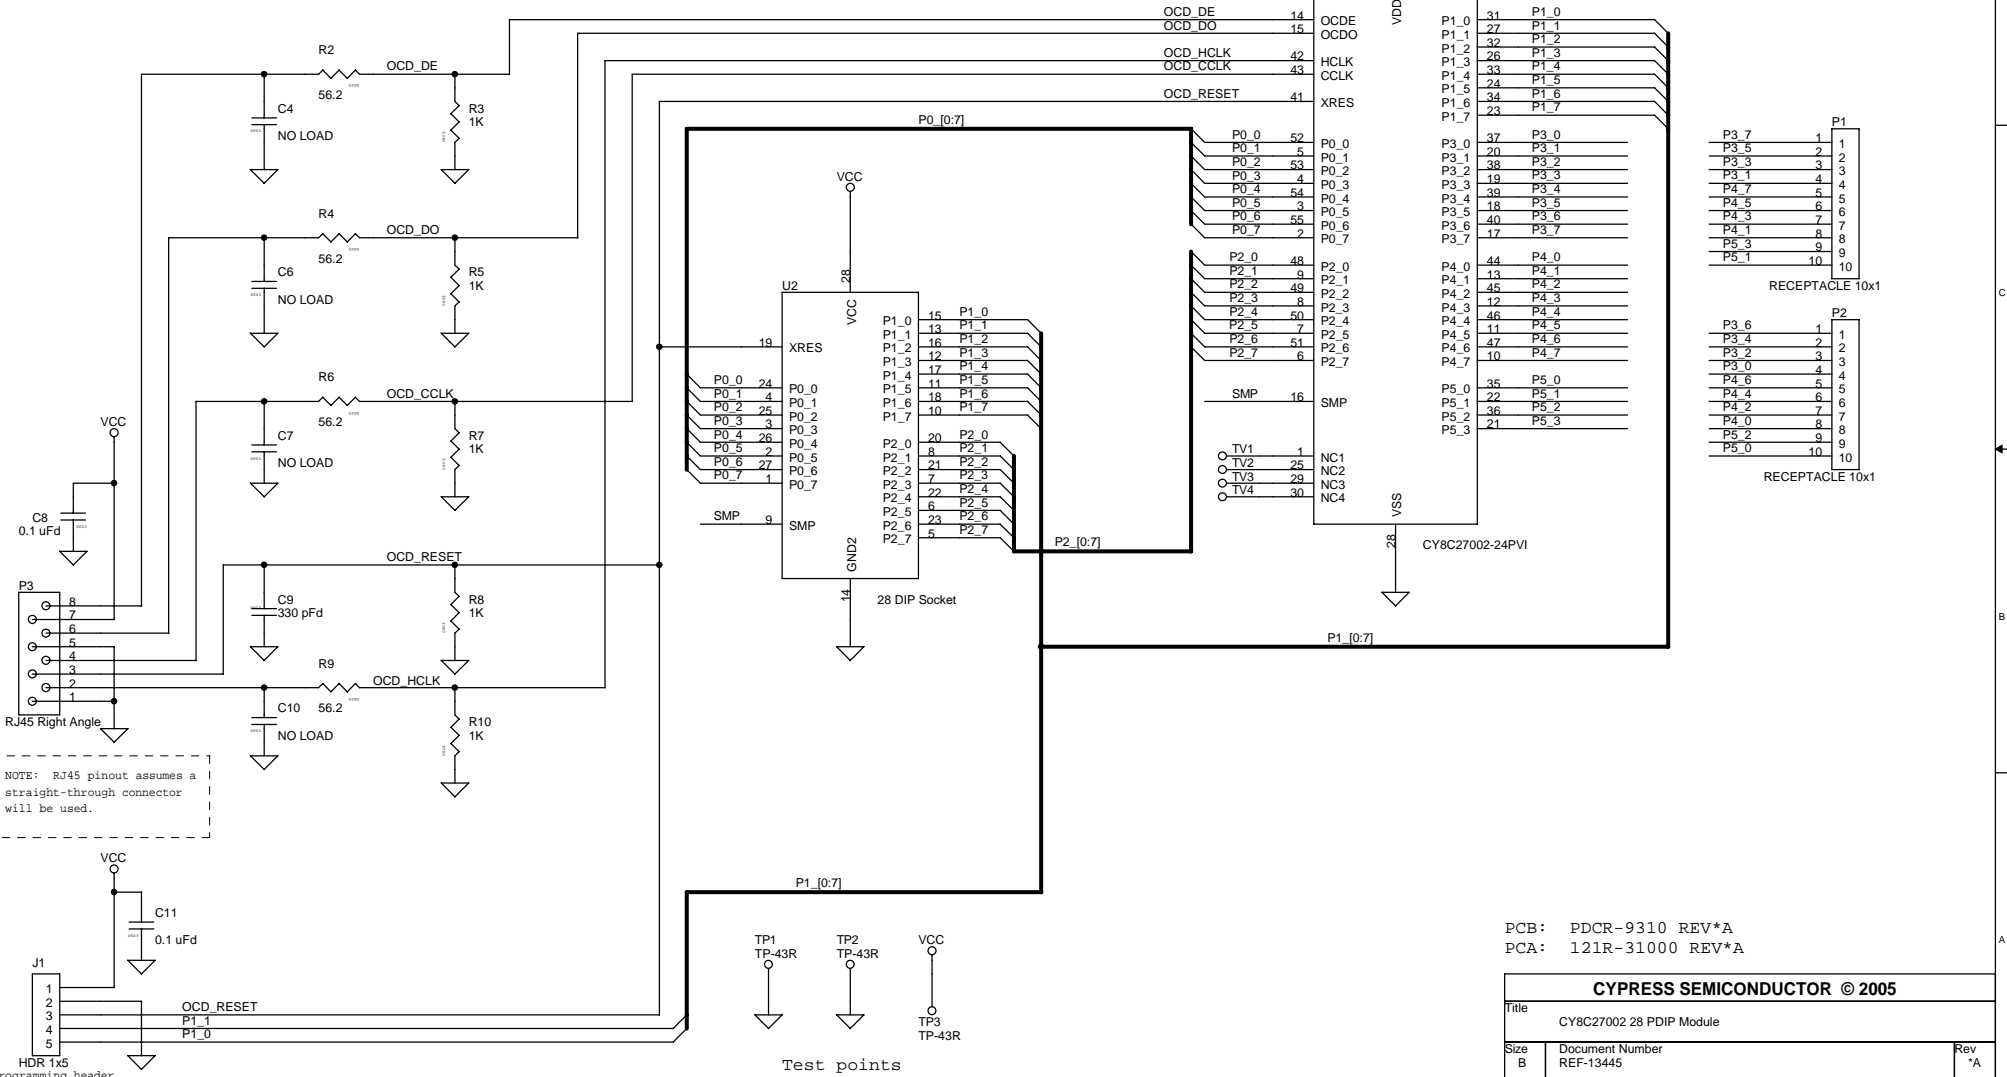 R2
OCD_DE
56.2
C4
NO LOAD
R3
1K
R4
OCD_DO
56.2
C6
NO LOAD
R5
1K
R6
OCD_CCLK
56.2
C7
NO LOAD
R7
1K
VCC
C8
0.1 uFd
OCD_RESET
C9
330 pFd
R8
1K
R9
OCD_HCLK
56.2
C10
NO LOAD
R10
1K
P3
8
7
6
5
4
3
2
1
RJ45 Right Angle
NOTE: RJ45 pinout assumes a
straight-through connector
will be used.
VCC
C11
0.1 uFd
J1
1
2
3
4
5
OCD_RESET
P1_1
P1_0
HDR 1x5
P0_[0:7]
VCC
28
U2
VCC
19 XRES
P0_0 24 P0_0
P0_1 4 P0_1
P0_2 25 P0_2
P0_3 3 P0_3
P0_4 26 P0_4
P0_5 2 P0_5
P0_6 27 P0_6
P0_7 1 P0_7
SMP 9 SMP
P1_0 15 P1_0
P1_1 13 P1_1
P1_2 16 P1_2
P1_3 12 P1_3
P1_4 17 P1_4
P1_5 11 P1_5
P1_6 18 P1_6
P1_7 10 P1_7
P2_0 20 P2_0
P2_1 8 P2_1
P2_2 21 P2_2
P2_3 7 P2_3
P2_4 22 P2_4
P2_5 6 P2_5
P2_6 23 P2_6
P2_7 5 P2_7
GND2
14
28 DIP Socket
P2_[0:7]
P1_[0:7]
P1_[0:7]
OCD_DE 14 OCDE
OCD_DO 15 OCDO
OCD_HCLK 42 HCLK
OCD_CCLK 43 CCLK
OCD_RESET 41 XRES
P0_0 52 P0_0
P0_1 5 P0_1
P0_2 53 P0_2
P0_3 4 P0_3
P0_4 54 P0_4
P0_5 3 P0_5
P0_6 55 P0_6
P0_7 2 P0_7
P2_0 48 P2_0
P2_1 9 P2_1
P2_2 49 P2_2
P2_3 8 P2_3
P2_4 50 P2_4
P2_5 7 P2_5
P2_6 51 P2_6
P2_7 6 P2_7
SMP 16 SMP
TV1 1 NC1
TV2 25 NC2
TV3 29 NC3
TV4 30 NC4
VDD
P1_0 31 P1_0
P1_1 27 P1_1
P1_2 32 P1_2
P1_3 26 P1_3
P1_4 33 P1_4
P1_5 24 P1_5
P1_6 34 P1_6
P1_7 23 P1_7
P3_0 37 P3_0
P3_1 20 P3_1
P3_2 38 P3_2
P3_3 19 P3_3
P3_4 39 P3_4
P3_5 18 P3_5
P3_6 40 P3_6
P3_7 17 P3_7
P4_0 44 P4_0
P4_1 13 P4_1
P4_2 45 P4_2
P4_3 12 P4_3
P4_4 46 P4_4
P4_5 11 P4_5
P4_6 47 P4_6
P4_7 10 P4_7
P5_0 35 P5_0
P5_1 22 P5_1
P5_2 36 P5_2
P5_3 21 P5_3
VSS
28
CY8C27002-24PVI
P1
P3_7 1 1
P3_5 2 2
P3_3 3 3
P3_1 4 4
P4_7 5 5
P4_5 6 6
P4_3 7 7
P4_1 8 8
P5_3 9 9
P5_1 10 10
RECEPTACLE 10x1
P2
P3_6 1 1
P3_4 2 2
P3_2 3 3
P3_0 4 4
P4_6 5 5
P4_4 6 6
P4_2 7 7
P4_0 8 8
P5_2 9 9
P5_0 10 10
RECEPTACLE 10x1
C
B
A
TP1
TP-43R
TP2
TP-43R
VCC
TP3
TP-43R
Test points
PCB: PDCR-9310 REV*A
PCA: 121R-31000 REV*A
CYPRESS SEMICONDUCTOR © 2005
Title
CY8C27002 28 PDIP Module
Size
B
Document Number
REF-13445
Rev
*A